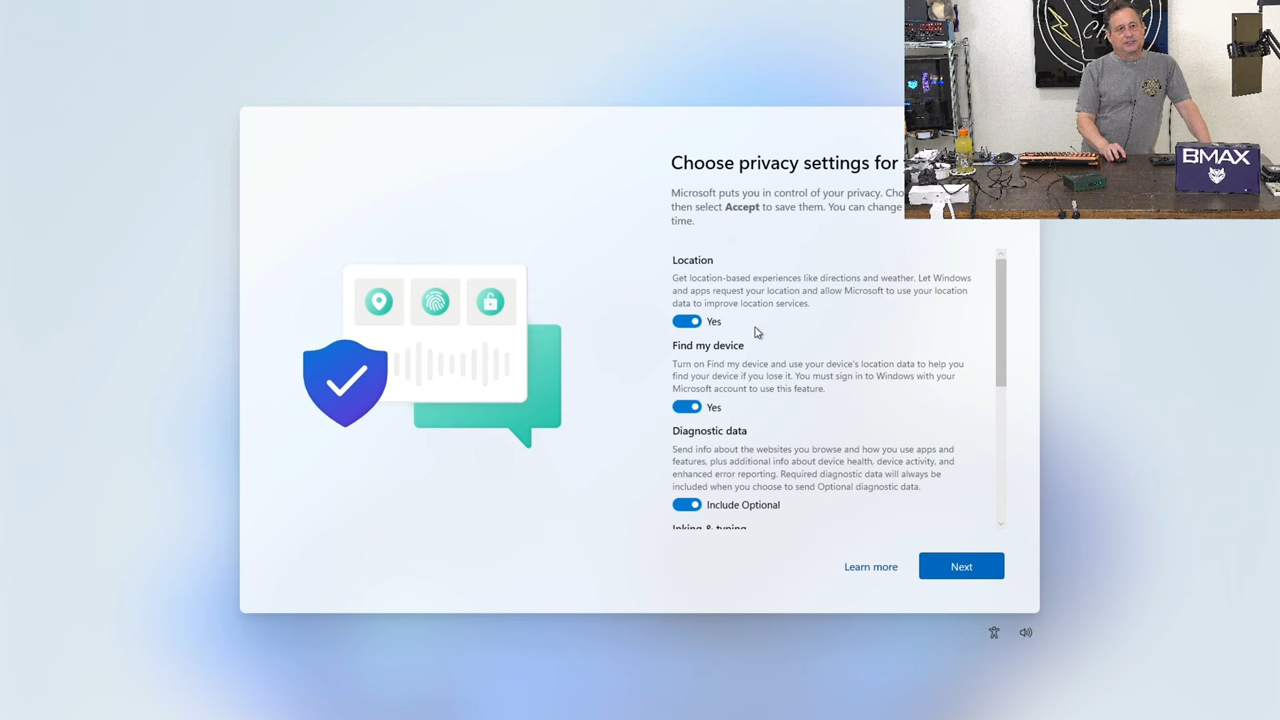 Choose privacy settings for
Microsoft puts you in control of your privacy. Cho
then select Accept to save them. You can change
time.
Location
Get location-based experiences like directions and weather. Let Windows
and apps request your location and allow Microsoft to use your location
data to improve location services.
Yes
Find my device
Turn on Find my device and use your device's location data to help you
find your device if you lose it. You must sign in to Windows with your
Microsoft account to use this feature.
Yes
Diagnostic data
Send info about the websites you browse and how you use apps and
features, plus additional info about device health, device activity, and
enhanced error reporting. Required diagnostic data will always be
included when you choose to send Optional diagnostic data.
Include Optional
Inking & typing
Learn more
Next
BMAX